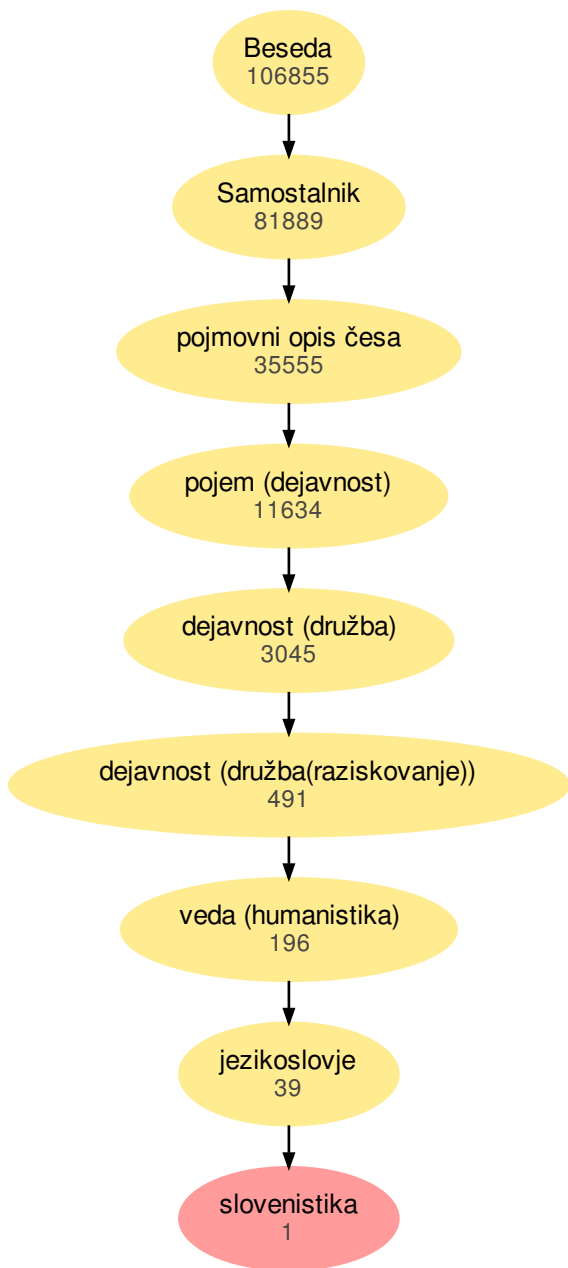 Beseda
106855
Samostalnik
81889
pojmovni opis česa
35555
pojem (dejavnost)
11634
dejavnost (družba)
3045
dejavnost (družba(raziskovanje))
491
veda (humanistika)
196
jezikoslovje
39
slovenistika
1